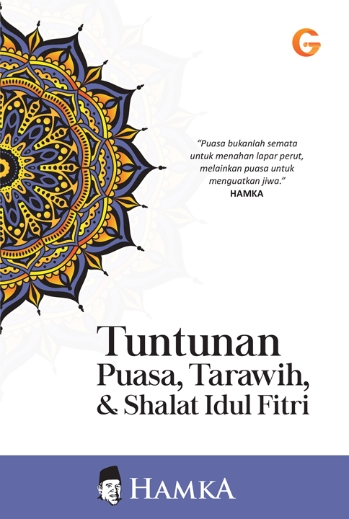 "Puasa bukanlah semata
untuk menahan lapar perut,
melainkan puasa untuk
menguatkan jiwa."
HAMKA
Tuntunan
Puasa, Tarawih,
& Shalat Idul Fitri
HAMKA